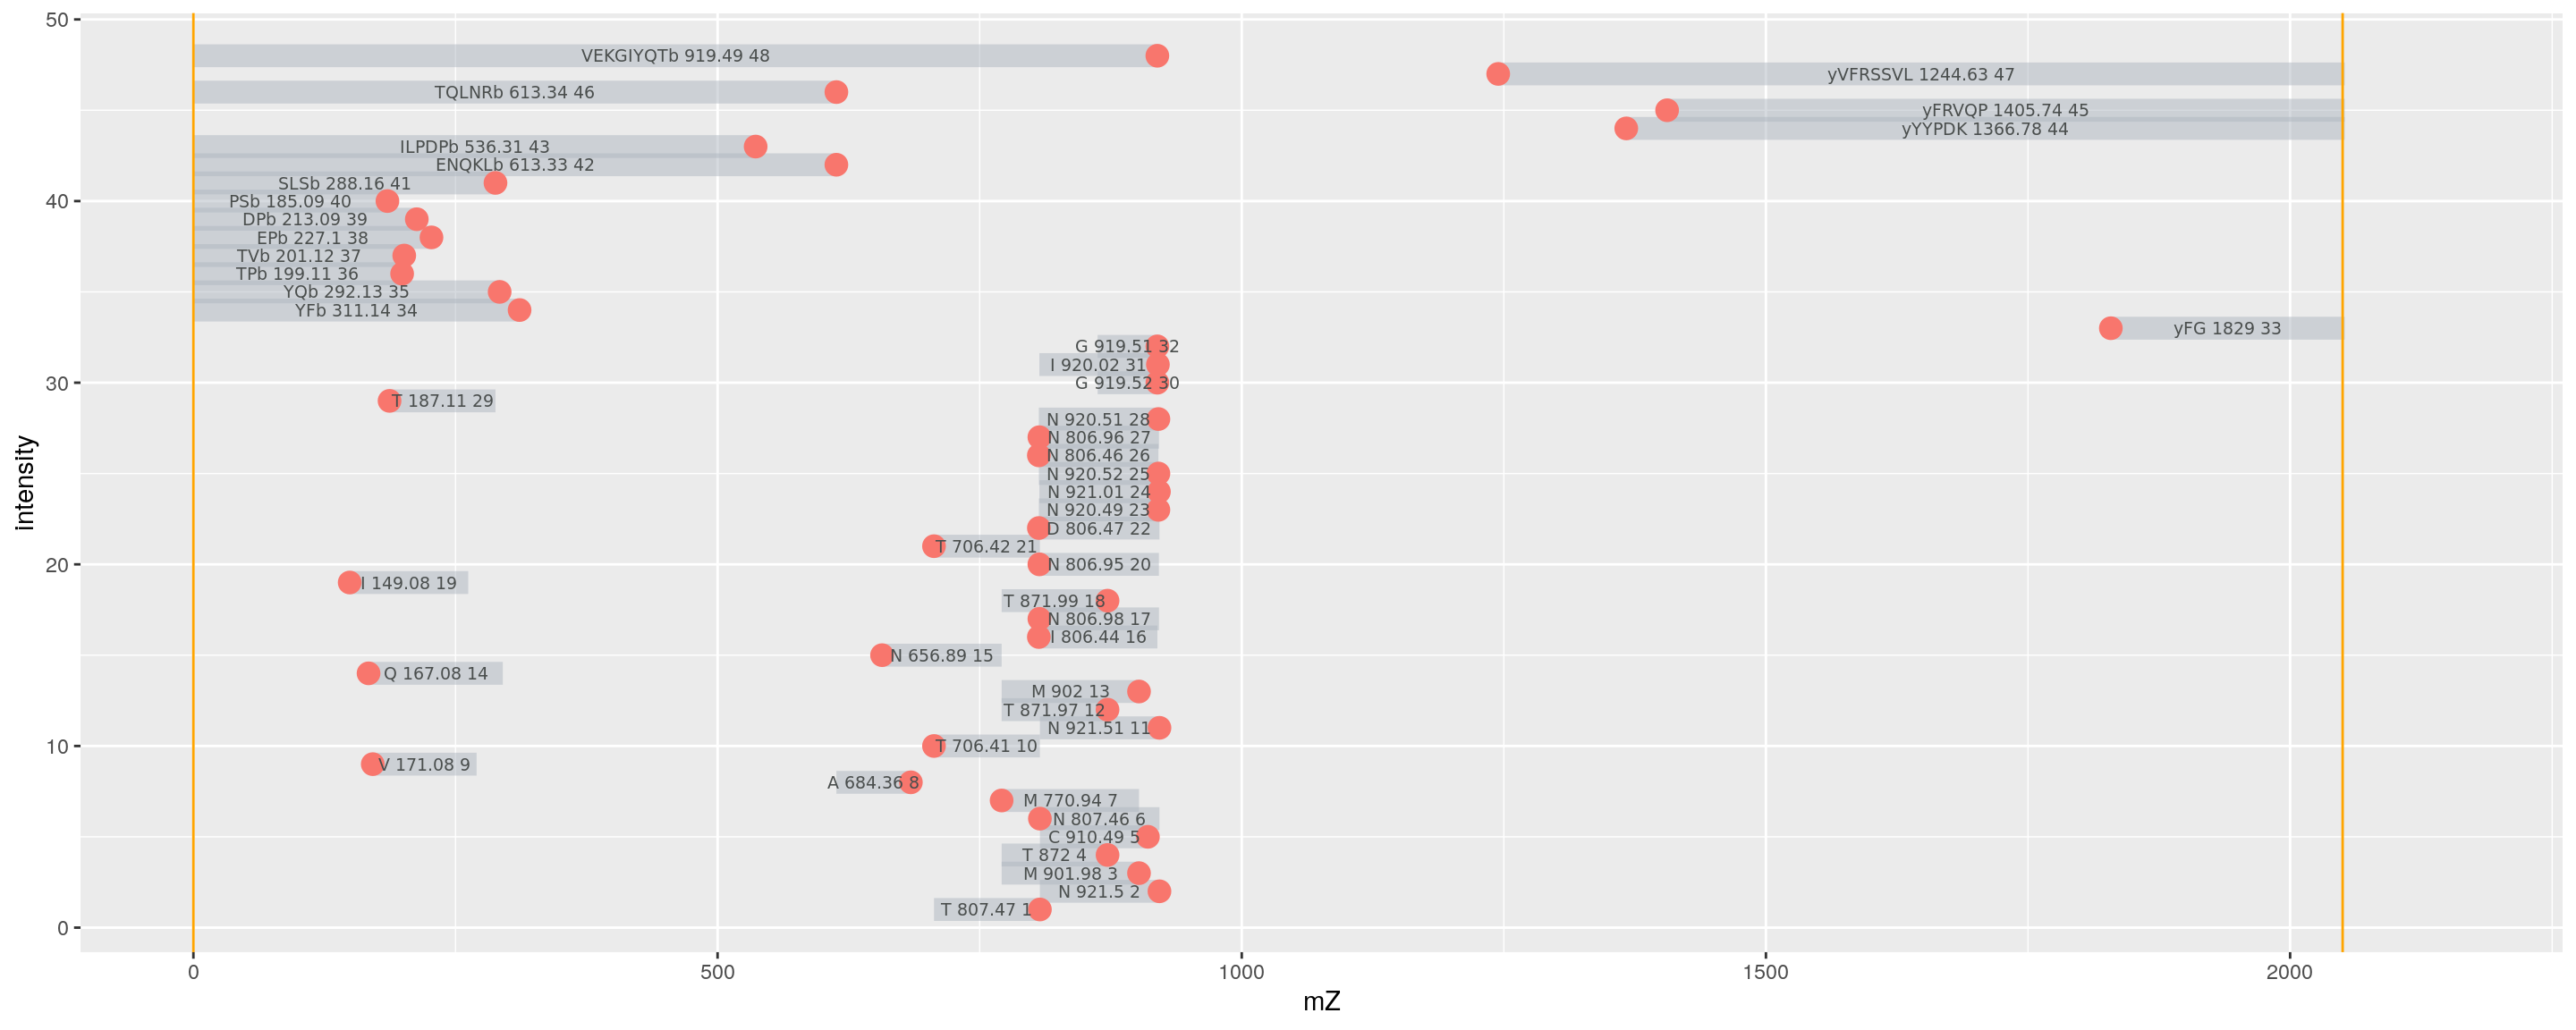 50
VEKGIYQTb 919.49 48
yVFRSSVL 1244.63 47
TQLNRb 613.34 46
yFRVQP 1405.74 45
yYYPDK 1366.78 44
ILPDPb 536.31 43
ENQKLb 613.33 42
SLSb 288.16 41
40
PSb 185.09 40
DPb 213.09 39
EPb 227.1 38
TVb 201.12 37
TPb 199.11 36
YQb 292.13 35
YFb 311.14 34
yFG 1829 33
G 919.51 32
I 920.02 31
30
G 919.52 30
T 187.11 29
N 920.51 28
N 806.96 27
N 806.46 26
N 920.52 25
N 921.01 24
N 920.49 23
D 806.47 22
T 706.42 21
20
N 806.95 20
I 149.08 19
T 871.99 18
N 806.98 17
I 806.44 16
N 656.89 15
Q 167.08 14
M 902 13
T 871.97 12
N 921.51 11
10
T 706.41 10
V 171.08 9
A 684.36 8
M 770.94 7
N 807.46 6
C 910.49 5
T 872 4
M 901.98 3
N 921.5 2
T 807.47 1
0
intensity
0 500 1000 1500 2000
mZ